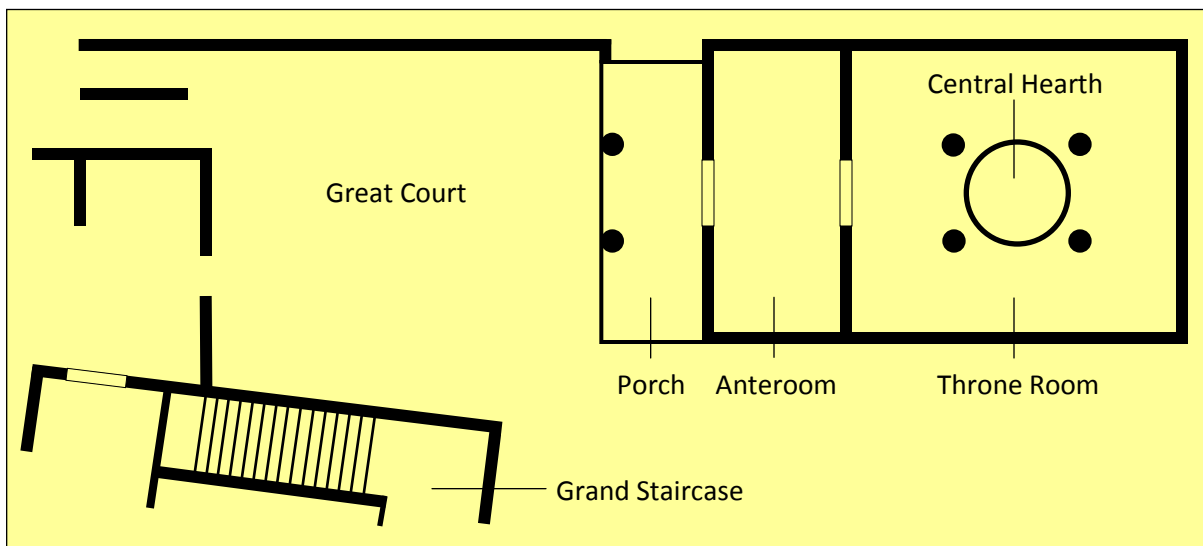 Central Hearth
Great Court
Porch
Anteroom
Throne Room
Grand Staircase